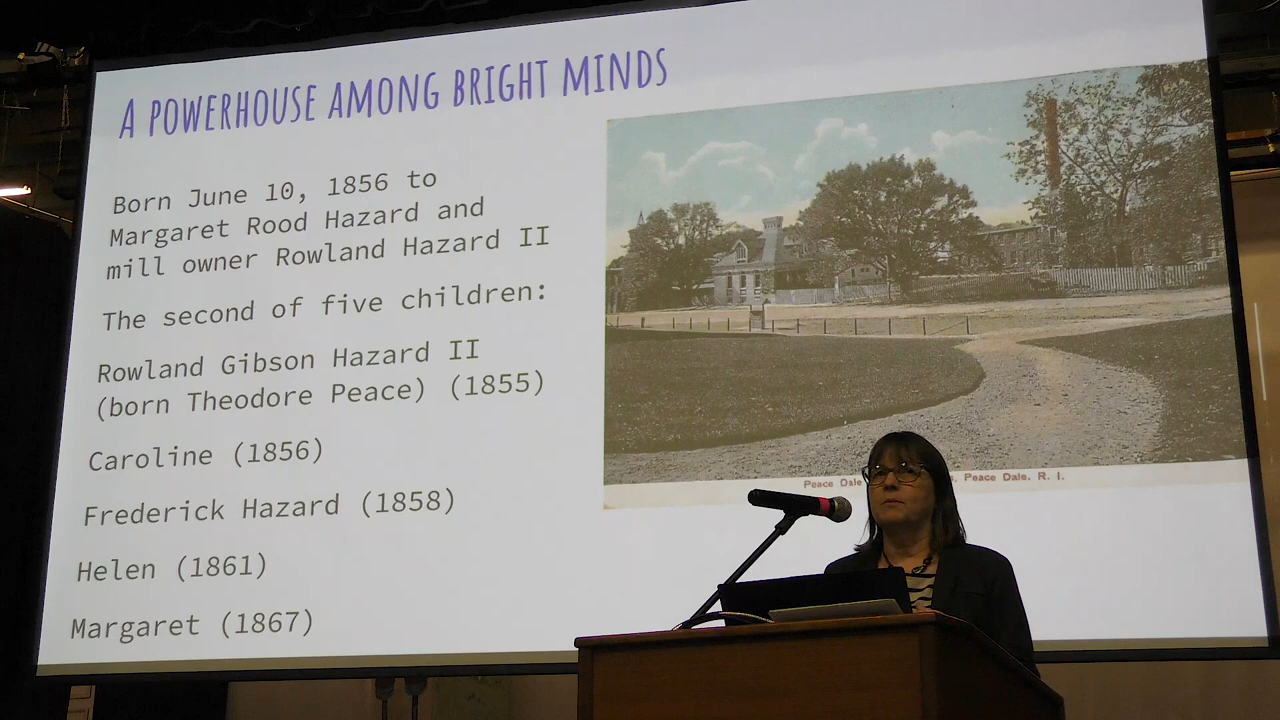 A POWERHOUSE AMONG BRIGHT MINDS
Born June 10, 1856 to
Margaret Rood Hazard and
mill owner Rowland Hazard II
The second of five children:
Rowland Gibson Hazard II
(born Theodore Peace) (1855)
Caroline (1856)
Frederick Hazard (1858)
Helen (1861)
Margaret (1867)
Peace Dale Peace Dale. R. I.